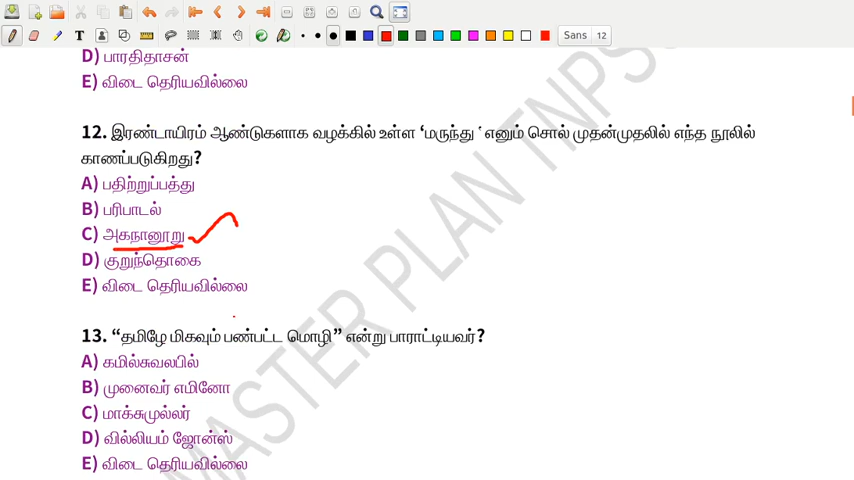 Sans 12
D) பாரதிதாசன்
E) விடை தெரியவில்லை
12. இரண்டாயிரம் ஆண்டுகளாக வழக்கில் உள்ள ‘மருந்து ‘ எனும் சொல் முதன்முதலில் எந்த நூலில்
காணப்படுகிறது?
A) பதிற்றுப்பத்து
B) பரிபாடல்
C) அகநானூறு
D) குறுந்தொகை
E) விடை தெரியவில்லை
13. “தமிழே மிகவும் பண்பட்ட மொழி” என்று பாராட்டியவர்?
A) கமில்சுவலபில்
B) முனைவர் எமினோ
C) மாக்சுமுல்லர்
D) வில்லியம் ஜோன்ஸ்
E) விடை தெரியவில்லை
MASTER PLAN TNPSC